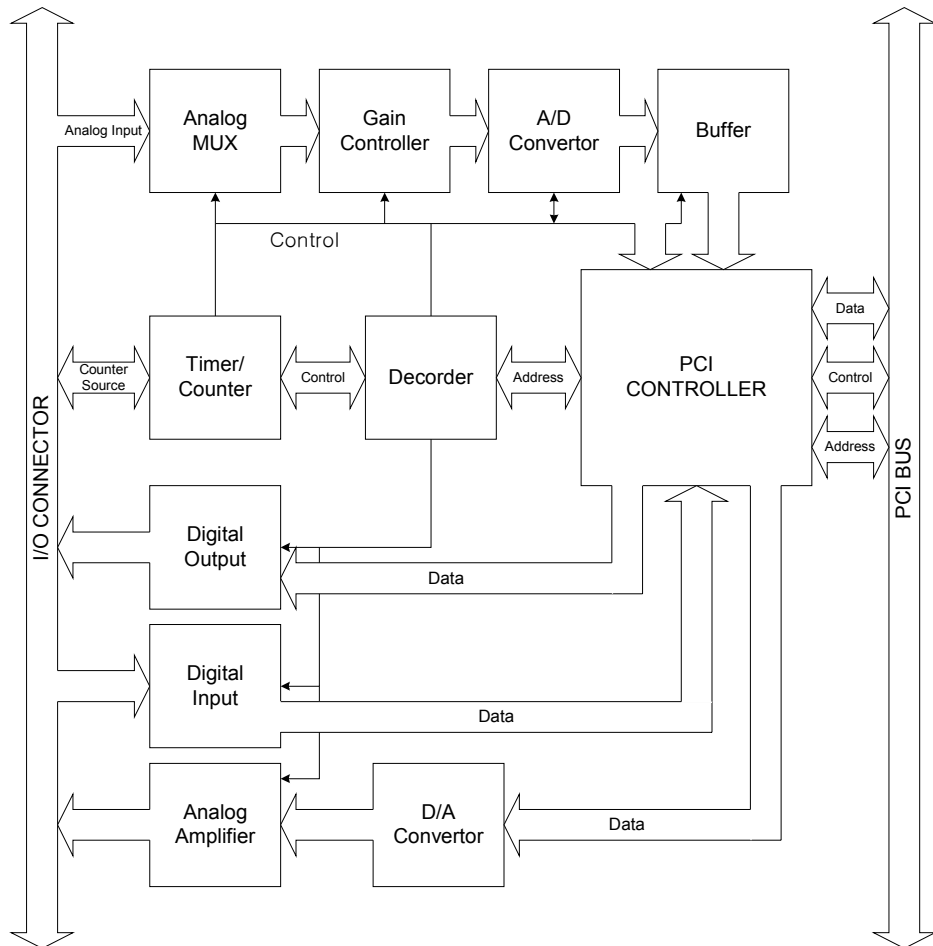 Analog
MUX
Gain
Controller
A/D
Convertor
Buffer
Analog Input
Control
Timer/
Counter
Decorder
PCI
CONTROLLER
Counter
Source
Control
Address
Data
Control
Address
I/O CONNECTOR
PCI BUS
Digital
Output
Data
Digital
Input
Data
Analog
Amplifier
D/A
Convertor
Data